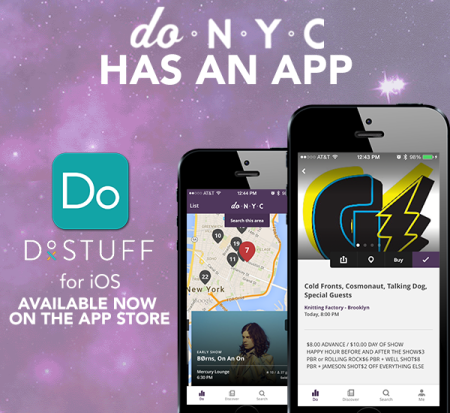 do·N·Y·C
HAS AN APP
Do
DOSTUFF
for iOS
AVAILABLE NOW
ON THE APP STORE
AT&T
12:44 PM
List
do·N·Y·C
Search this area
10
19
11
7
22
New York
EARLY SHOW
BØrns, On An On
Mercury Lounge
6:30 PM
Do
Discover
Search
AT&T
12:43 PM
98%
G
Buy
Cold Fronts, Cosmonaut, Talking Dog,
Special Guests
Knitting Factory - Brooklyn
Today, 8:00 PM
$8.00 ADVANCE / $10.00 DAY OF SHOW
HAPPY HOUR BEFORE AND AFTER THE SHOW$3
PBR or ROLLING ROCK$6 PBR + WELL SHOT$8
PBR + JAMESON SHOT$2 OFF EVERYTHING ELSE
Do
Discover
Search
Me